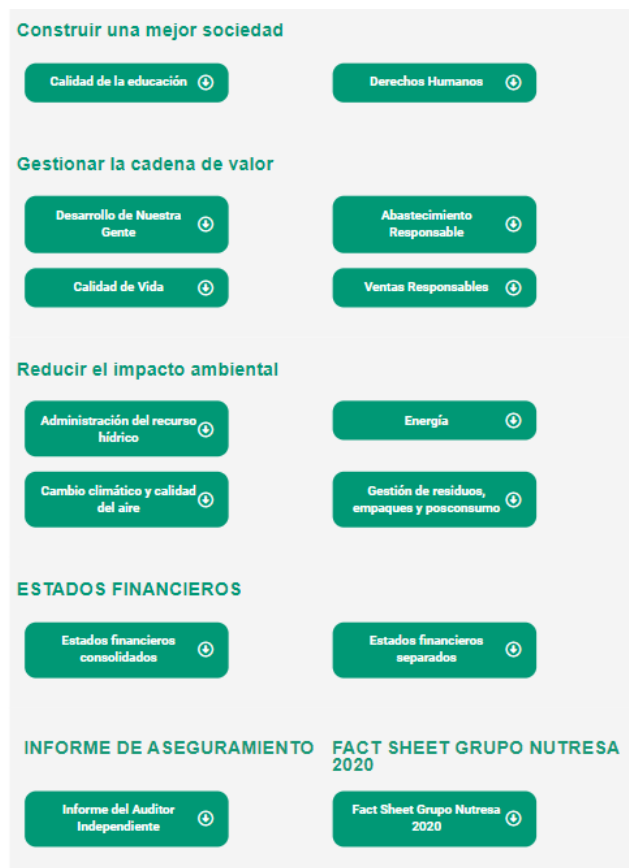 Construir una mejor sociedad
Calidad de la educación
Derechos Humanos
Gestionar la cadena de valor
Desarrollo de Nuestra
Gente
Abastecimiento
Responsable
Calidad de Vida
Ventas Responsables
Reducir el impacto ambiental
Administración del recurso
hídrico
Energía
Cambio climático y calidad
del aire
Gestión de residuos,
empaques y posconsumo
ESTADOS FINANCIEROS
Estados financieros
consolidados
Estados financieros
separados
INFORME DE ASEGURAMIENTO
FACT SHEET GRUPO NUTRESA
2020
Informe del Auditor
Independiente
Fact Sheet Grupo Nutresa
2020